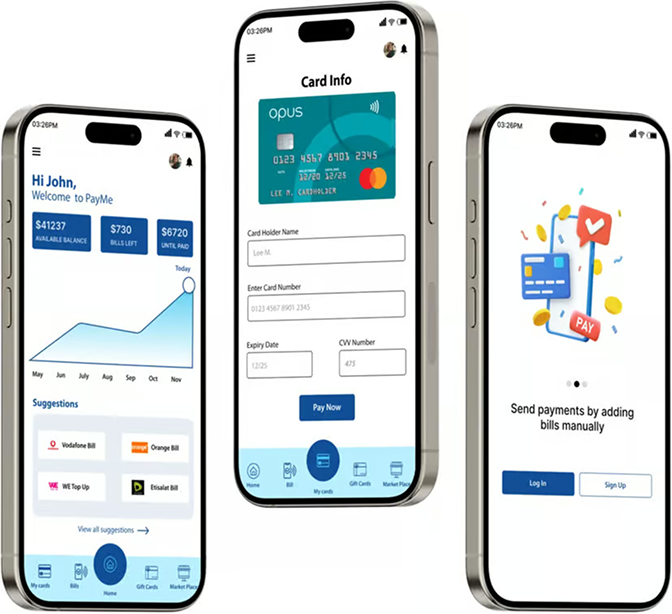 03:26PM
Hi John,
Welcome to PayMe
$41237
AVAILABLE BALANCE
$730
BILLS LEFT
$6720
UNTIL PAID
Today
May Jun July Aug Sep Oct Nov
Suggestions
Vodafone Bill
orange
Orange Bill
WE
WE Top Up
Etisalat Bill
View all suggestions
My cards Bills Home Gift Cards Market Place
03:26PM
Card Info
opus
0123 4567 8901 2345
12/20 12/25
LEE M. CARDHOLDER
Card Holder Name
Lee M.
Enter Card Number
0123 4567 8901 2345
Expiry Date
CVV Number
12/25
475
Pay Now
Home Bill My cards Gift Cards Market Place
03:26PM
PAY
Send payments by adding
bills manually
Log In
Sign Up